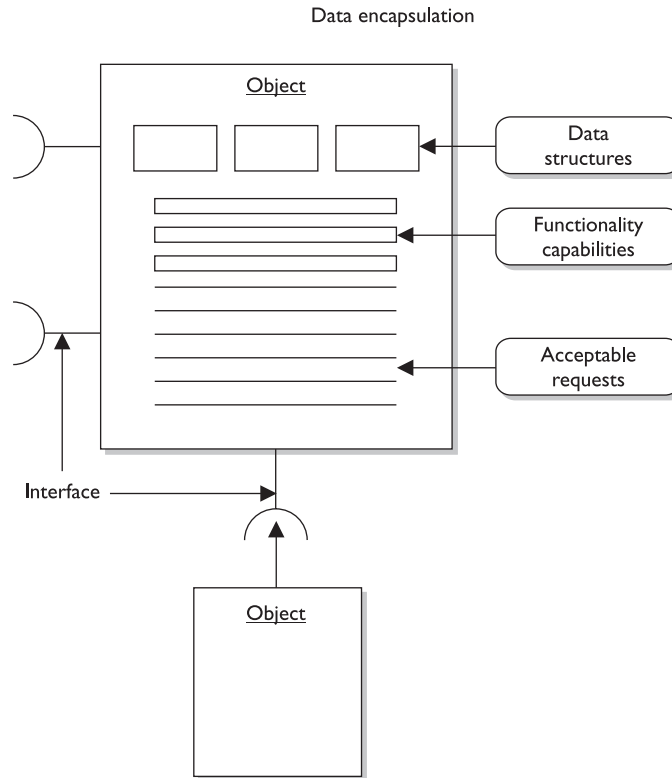 Data encapsulation
Object
Data
structures
Functionality
capabilities
Acceptable
requests
Interface
Object